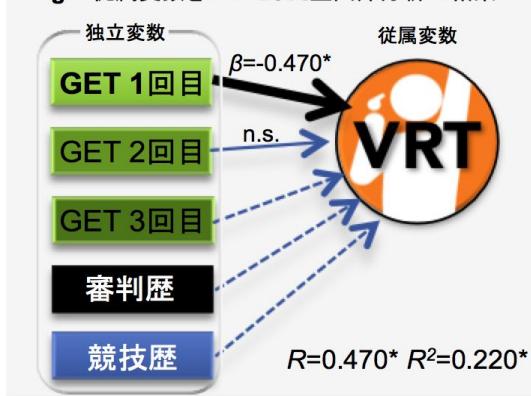 独立変数
従属変数
GET 1回目
β=-0.470*
GET 2回目
n.s.
VRT
GET 3回目
審判歴
競技歴
R=0.470* R²=0.220*